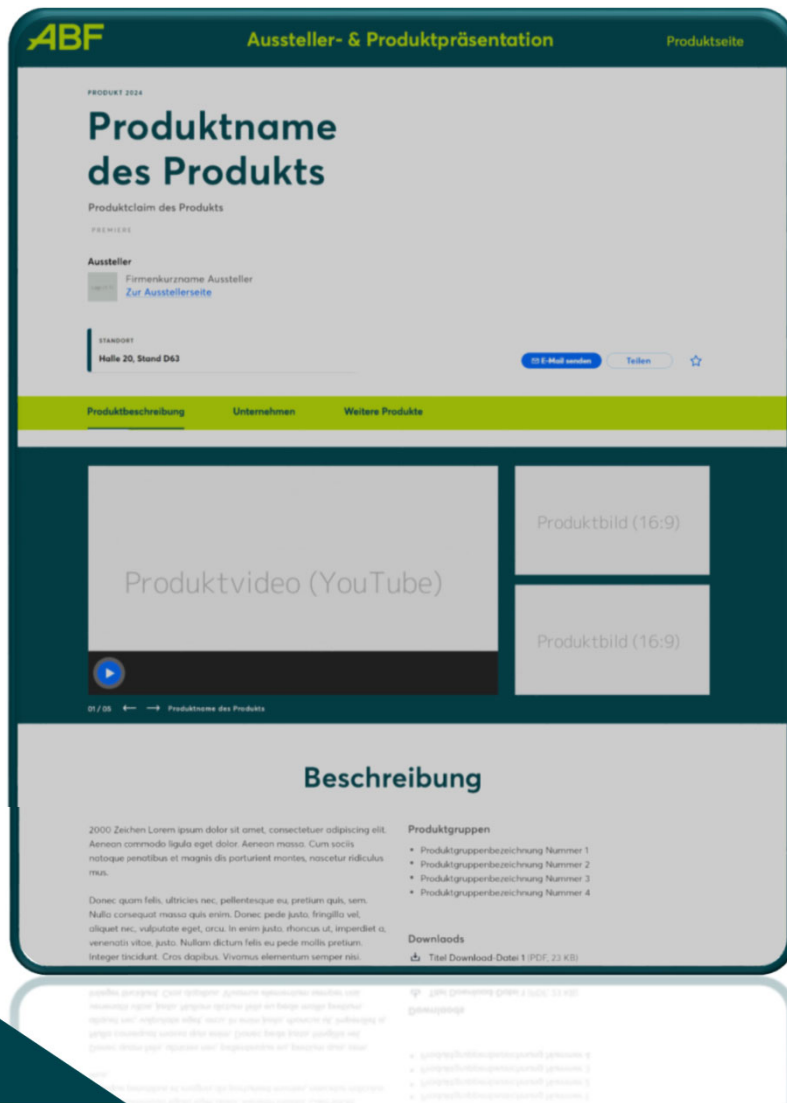 ABF
Aussteller- & Produktpräsentation
Produktseite
PRODUKT 2024
Produktname
des Produkts
Produktclaim des Produkts
PREMIERE
Aussteller
Firmenkurzname Aussteller
Zur Ausstellerseite
STANDORT
Halle 20, Stand D63
E-Mail senden
Teilen
Produktbeschreibung
Unternehmen
Weitere Produkte
Produktvideo (YouTube)
Produktbild (16:9)
Produktbild (16:9)
01 / 05 ← → Produktname des Produkts
Beschreibung
2000 Zeichen Lorem ipsum dolor sit amet, consectetuer adipiscing elit.
Aenean commodo ligula eget dolor. Aenean massa. Cum sociis
natoque penatibus et magnis dis parturient montes, nascetur ridiculus
mus.
Donec quam felis, ultricies nec, pellentesque eu, pretium quis, sem.
Nulla consequat massa quis enim. Donec pede justo, fringilla vel,
aliquet nec, vulputate eget, arcu. In enim justo, rhoncus ut, imperdiet a,
venenatis vitae, justo. Nullam dictum felis eu pede mollis pretium.
Integer tincidunt. Cras dapibus. Vivamus elementum semper nisi.
Produktgruppen
• Produktgruppenbezeichnung Nummer 1
• Produktgruppenbezeichnung Nummer 2
• Produktgruppenbezeichnung Nummer 3
• Produktgruppenbezeichnung Nummer 4
Downlaods
Titel Download-Datei 1 (PDF, 23 KB)